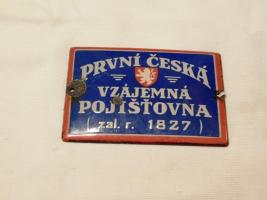 PRVNÍ ČESKÁ
VZÁJEMNÁ
POJIŠŤOVNA
( zal. r. 1827 )